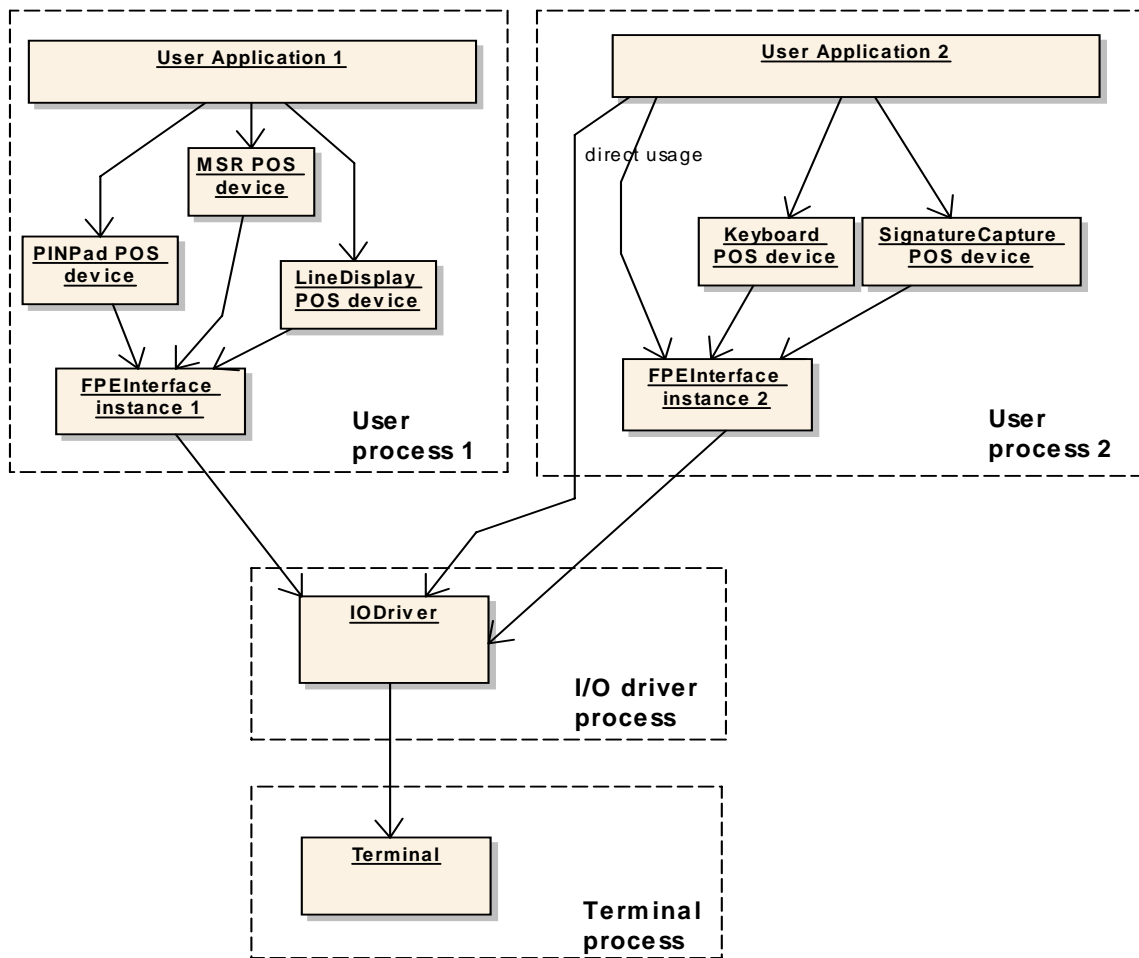 User Application 1
MSR POS
device
PINPad POS
device
LineDisplay
POS device
FPEInterface
instance 1
User
process 1
User Application 2
direct usage
Keyboard
POS device
SignatureCapture
POS device
FPEInterface
instance 2
User
process 2
IODriver
I/O driver
process
Terminal
Terminal
process